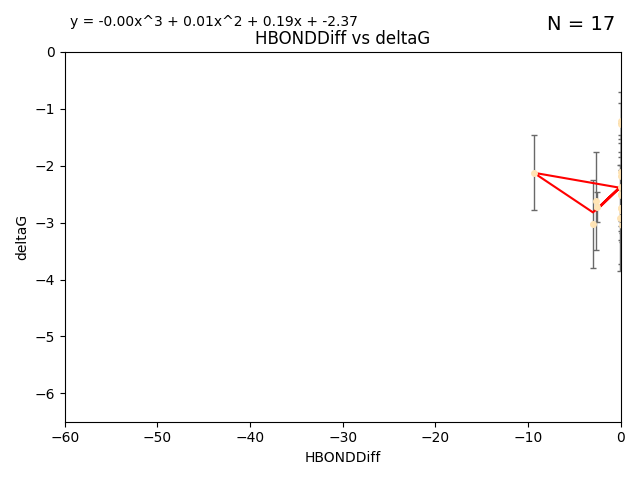 y = -0.00x^3 + 0.01x^2 + 0.19x + -2.37
N = 17
HBONDDiff vs deltaG
0
−1
−2
−3
−4
−5
−6
deltaG
−60 −50 −40 −30 −20 −10 0
HBONDDiff